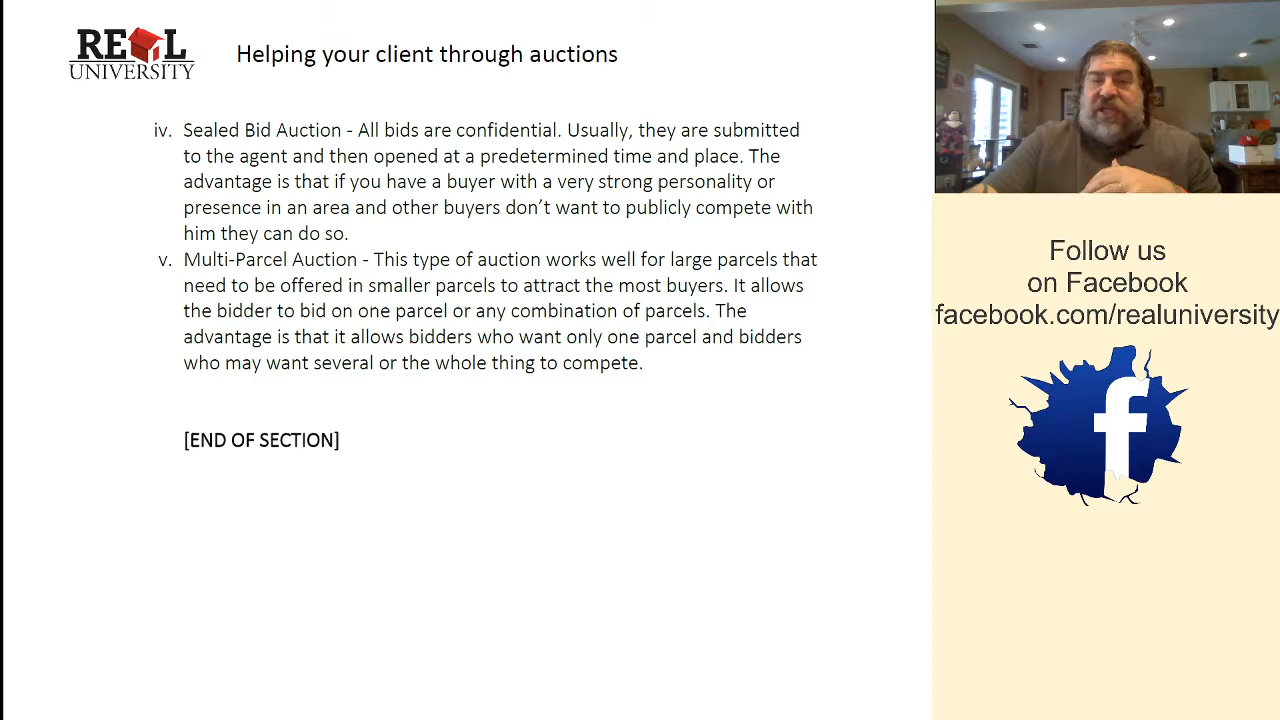 REAL
UNIVERSITY
Helping your client through auctions
iv. Sealed Bid Auction - All bids are confidential. Usually, they are submitted
to the agent and then opened at a predetermined time and place. The
advantage is that if you have a buyer with a very strong personality or
presence in an area and other buyers don’t want to publicly compete with
him they can do so.
v. Multi-Parcel Auction - This type of auction works well for large parcels that
need to be offered in smaller parcels to attract the most buyers. It allows
the bidder to bid on one parcel or any combination of parcels. The
advantage is that it allows bidders who want only one parcel and bidders
who may want several or the whole thing to compete.
[END OF SECTION]
Follow us
on Facebook
facebook.com/realuniversity
f